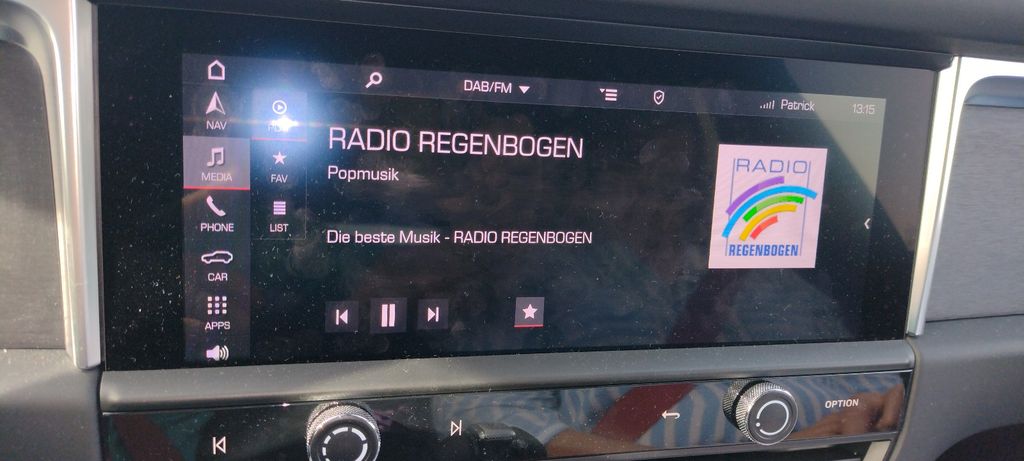 DAB/FM
Patrick
13:15
NAV
MEDIA
PHONE
CAR
APPS
FAV
LIST
RADIO REGENBOGEN
Popmusik
Die beste Musik - RADIO REGENBOGEN
RADIO
REGENBOGEN
OPTION